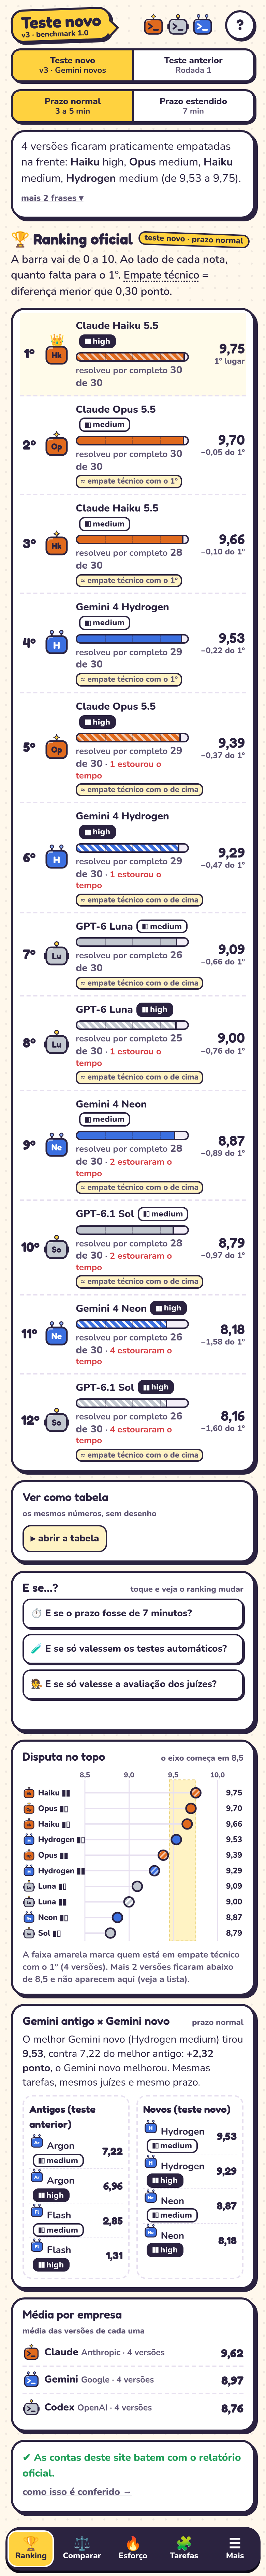 Teste novo
v3 · benchmark 1.0
?
Teste novo
v3 · Gemini novos
Teste anterior
Rodada 1
Prazo normal
3 a 5 min
Prazo estendido
7 min
4 versões ficaram praticamente empatadas
na frente: Haiku high, Opus medium, Haiku
medium, Hydrogen medium (de 9,53 a 9,75).
mais 2 frases ▾
🏆 Ranking oficial teste novo · prazo normal
A barra vai de 0 a 10. Ao lado de cada nota,
quanto falta para o 1º. Empate técnico =
diferença menor que 0,30 ponto.
1º
Hk
Claude Haiku 5.5
high
resolveu por completo 30
de 30
9,75
1º lugar
2º
Op
Claude Opus 5.5
medium
resolveu por completo 30
de 30
≈ empate técnico com o 1º
9,70
−0,05 do 1º
3º
Hk
Claude Haiku 5.5
medium
resolveu por completo 28
de 30
≈ empate técnico com o 1º
9,66
−0,10 do 1º
4º
H
Gemini 4 Hydrogen
medium
resolveu por completo 29
de 30
≈ empate técnico com o 1º
9,53
−0,22 do 1º
5º
Op
Claude Opus 5.5
high
resolveu por completo 29
de 30 · 1 estourou o
tempo
≈ empate técnico com o de cima
9,39
−0,37 do 1º
6º
H
Gemini 4 Hydrogen
high
resolveu por completo 29
de 30 · 1 estourou o
tempo
≈ empate técnico com o de cima
9,29
−0,47 do 1º
7º
Lu
GPT-6 Luna medium
resolveu por completo 26
de 30
≈ empate técnico com o de cima
9,09
−0,66 do 1º
8º
Lu
GPT-6 Luna high
resolveu por completo 25
de 30 · 1 estourou o
tempo
≈ empate técnico com o de cima
9,00
−0,76 do 1º
9º
Ne
Gemini 4 Neon
medium
resolveu por completo 28
de 30 · 2 estouraram o
tempo
≈ empate técnico com o de cima
8,87
−0,89 do 1º
10º
So
GPT-6.1 Sol medium
resolveu por completo 28
de 30 · 2 estouraram o
tempo
≈ empate técnico com o de cima
8,79
−0,97 do 1º
11º
Ne
Gemini 4 Neon high
resolveu por completo 26
de 30 · 4 estouraram o
tempo
8,18
−1,58 do 1º
12º
So
GPT-6.1 Sol high
resolveu por completo 26
de 30 · 4 estouraram o
tempo
≈ empate técnico com o de cima
8,16
−1,60 do 1º
Ver como tabela
os mesmos números, sem desenho
▸ abrir a tabela
E se...? toque e veja o ranking mudar
⏱️ E se o prazo fosse de 7 minutos?
🧪 E se só valessem os testes automáticos?
🧑‍⚖️ E se só valesse a avaliação dos juízes?
Disputa no topo o eixo começa em 8,5
8,5 9,0 9,5 10,0
Haiku 9,75
Opus 9,70
Haiku 9,66
Hydrogen 9,53
Opus 9,39
Hydrogen 9,29
Luna 9,09
Luna 9,00
Neon 8,87
Sol 8,79
A faixa amarela marca quem está em empate técnico
com o 1º (4 versões). Mais 2 versões ficaram abaixo
de 8,5 e não aparecem aqui (veja a lista).
Gemini antigo x Gemini novo prazo normal
O melhor Gemini novo (Hydrogen medium) tirou
9,53, contra 7,22 do melhor antigo: +2,32
ponto, o Gemini novo melhorou. Mesmas
tarefas, mesmos juízes e mesmo prazo.
Antigos (teste
anterior)
Ar Argon
medium
7,22
Ar Argon
high
6,96
Fl Flash
medium
2,85
Fl Flash
high
1,31
Novos (teste novo)
H Hydrogen
medium
9,53
H Hydrogen
high
9,29
Ne Neon
medium
8,87
Ne Neon
high
8,18
Média por empresa
média das versões de cada uma
Claude Anthropic · 4 versões 9,62
Gemini Google · 4 versões 8,97
Codex OpenAI · 4 versões 8,76
✔ As contas deste site batem com o relatório
oficial.
como isso é conferido →
Ranking
Comparar
Esforço
Tarefas
Mais